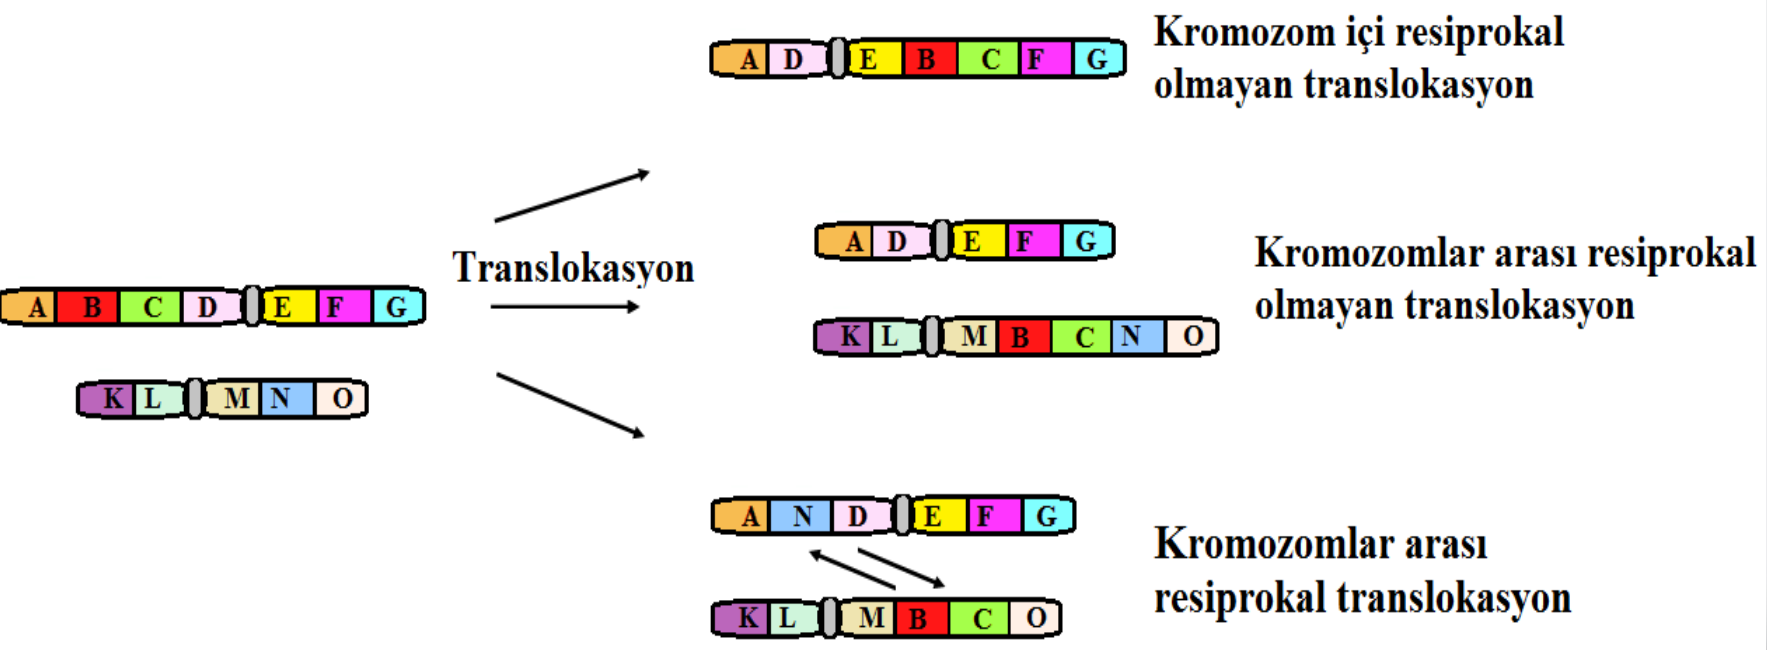 A D E B C F G
Kromozom içi resiprokal
olmayan translokasyon
Translokasyon
A B C D E F G
K L M N O
A D E F G
K L M B C N O
Kromozomlar arası resiprokal
olmayan translokasyon
A N D E F G
K L M B C O
Kromozomlar arası
resiprokal translokasyon